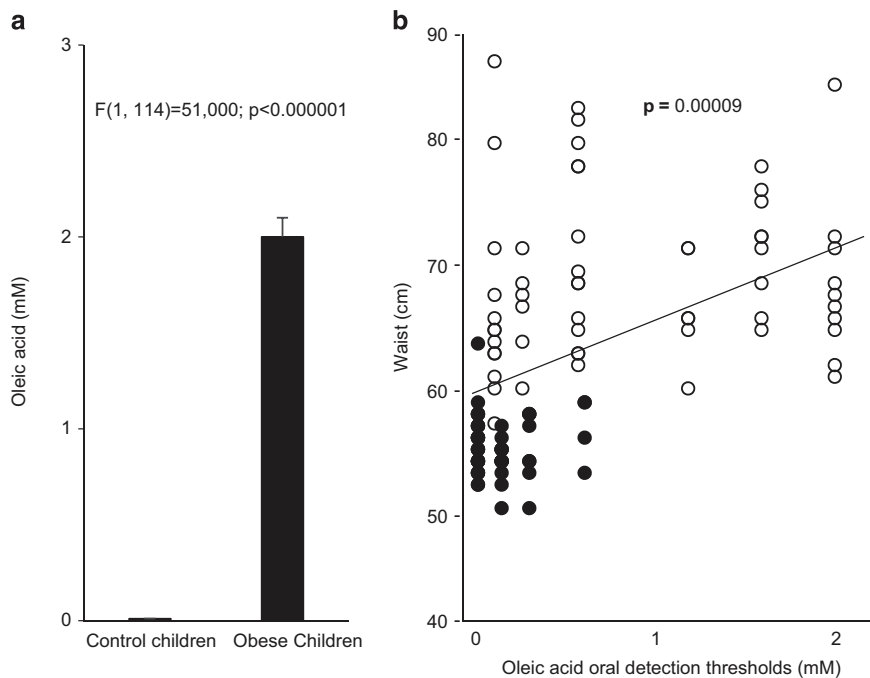 a
3
F(1, 114)=51,000; p<0.000001
2
Oleic acid (mM)
1
0
Control children
Obese Children
b
90
p = 0.00009
80
70
Waist (cm)
60
50
40
0
1
2
Oleic acid oral detection thresholds (mM)